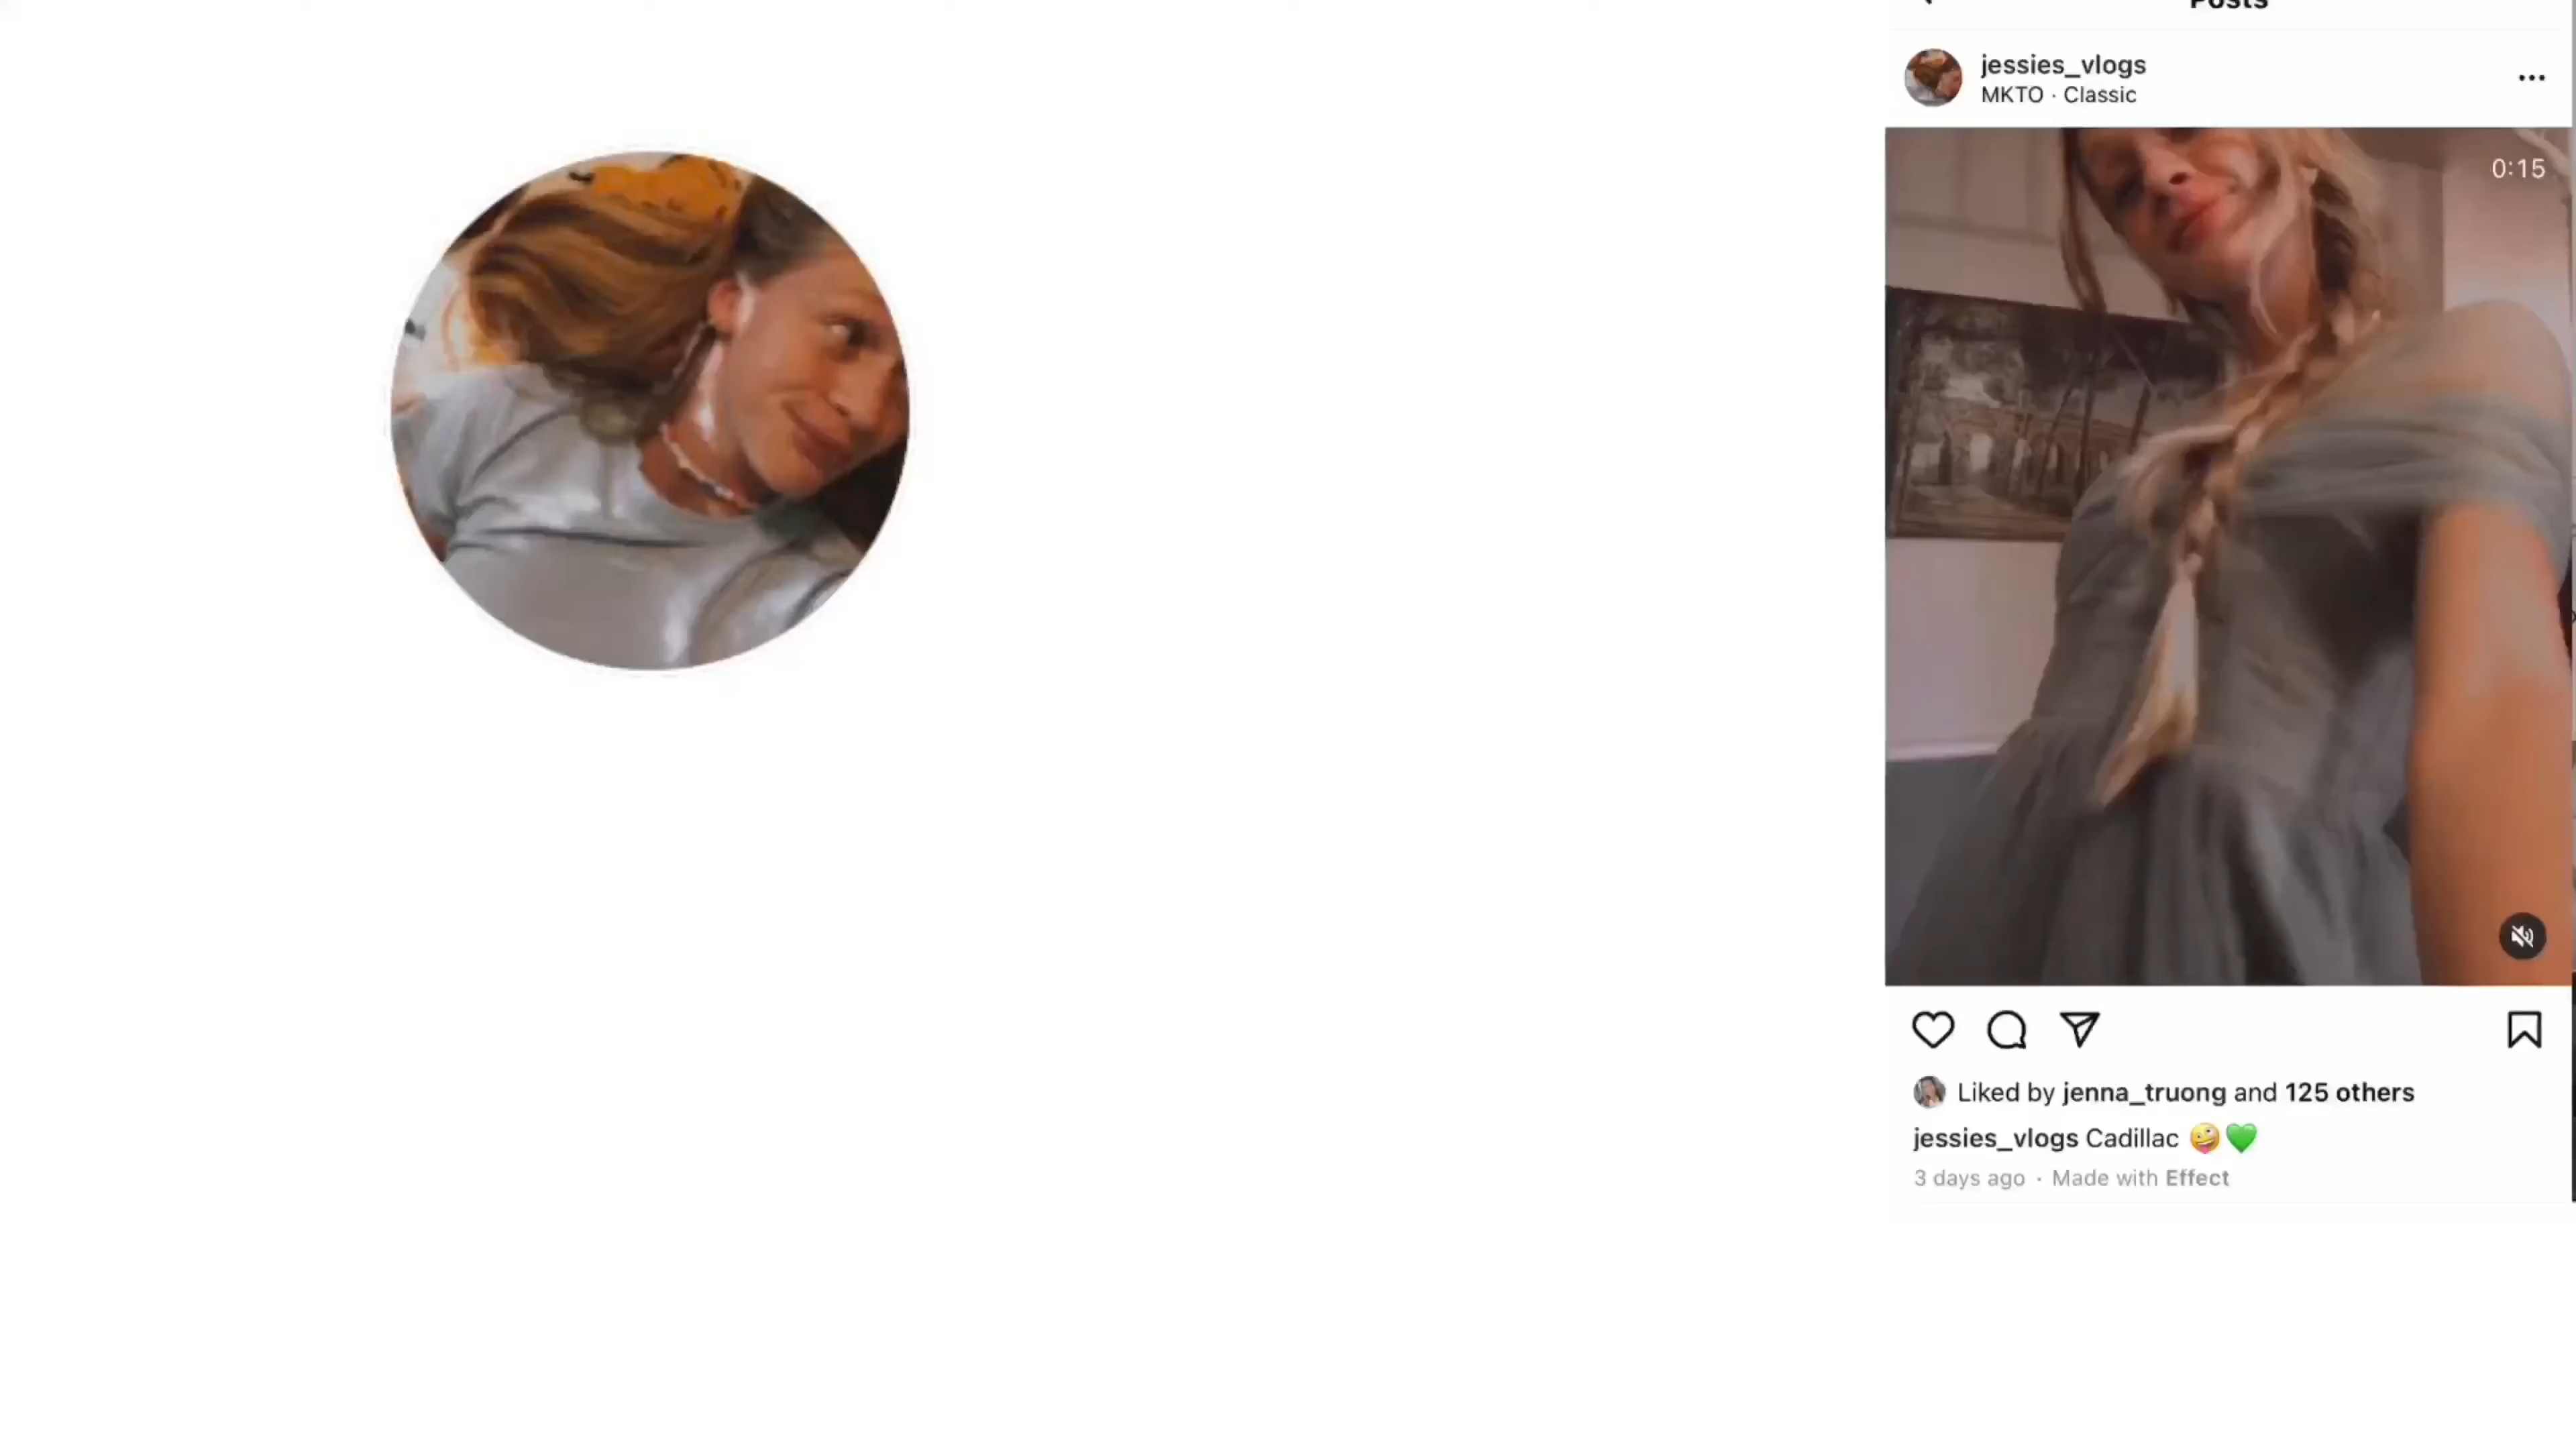 Posts
jessies_vlogs
MKTO · Classic
0:15
Liked by jenna_truong and 125 others
jessies_vlogs Cadillac 🤪💚
3 days ago · Made with Effect